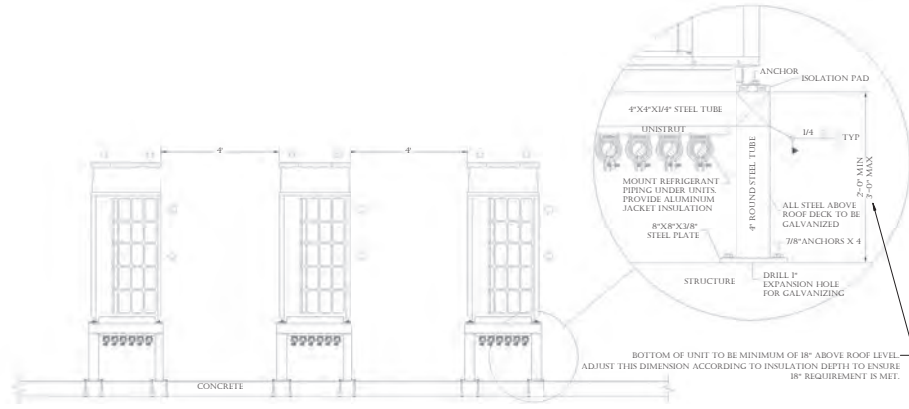 4'
4'
CONCRETE
ANCHOR
ISOLATION PAD
4"X4"X1/4" STEEL TUBE
1/4
TYP
UNISTRUT
MOUNT REFRIGERANT
PIPING UNDER UNITS.
PROVIDE ALUMINUM
JACKET INSULATION
4" ROUND STEEL TUBE
2'-0" MIN
3'-0" MAX
ALL STEEL ABOVE
ROOF DECK TO BE
GALVANIZED
8"X8"X3/8"
STEEL PLATE
7/8" ANCHORS X 4
STRUCTURE
DRILL 1"
EXPANSION HOLE
FOR GALVANIZING
BOTTOM OF UNIT TO BE MINIMUM OF 18" ABOVE ROOF LEVEL.
ADJUST THIS DIMENSION ACCORDING TO INSULATION DEPTH TO ENSURE
18" REQUIREMENT IS MET.